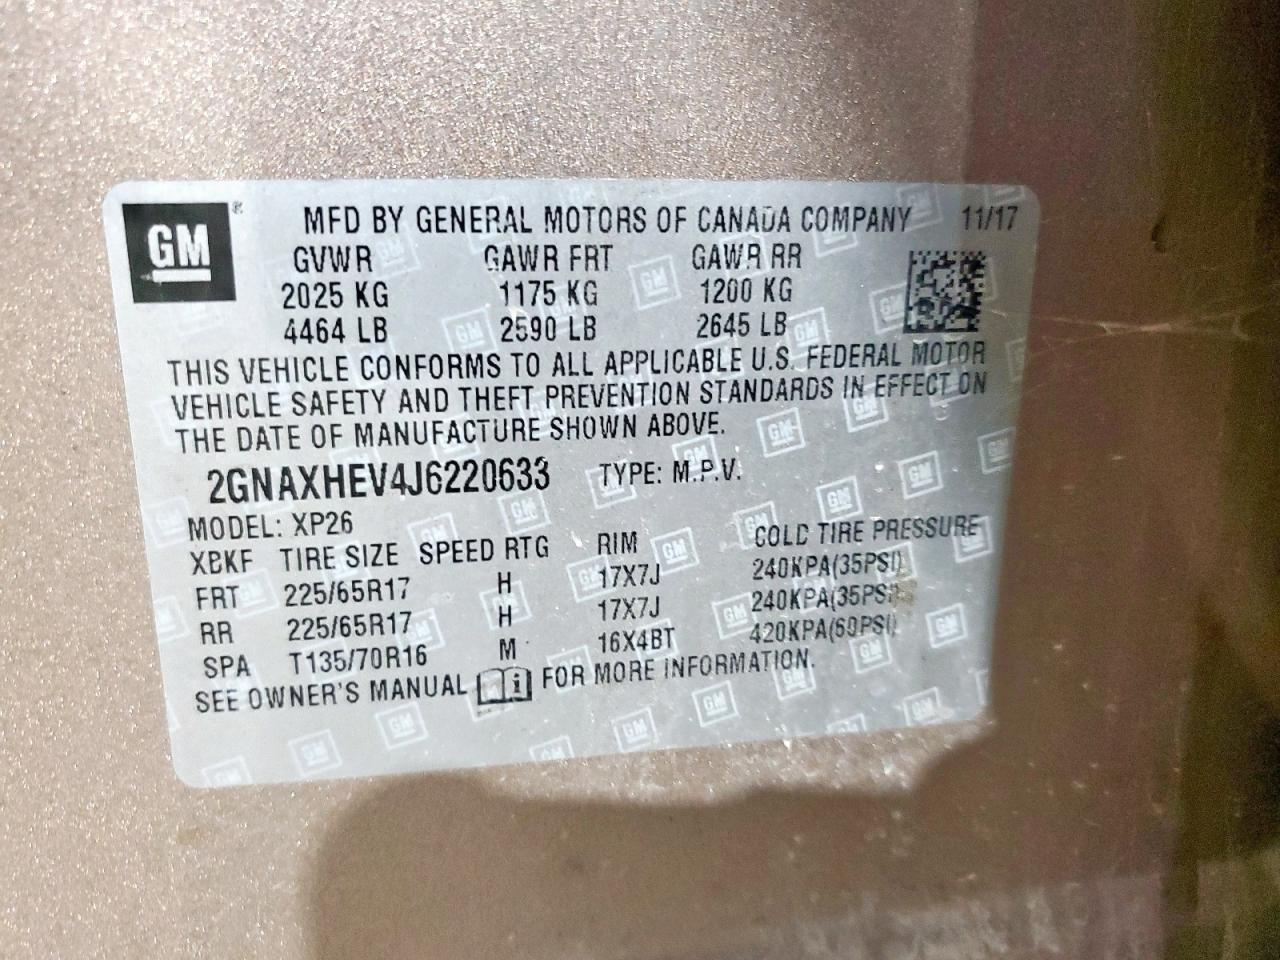 GM ® MFD BY GENERAL MOTORS OF CANADA COMPANY 11/17
GVWR GAWR FRT GAWR RR
2025 KG 1175 KG 1200 KG
4464 LB 2590 LB 2645 LB
THIS VEHICLE CONFORMS TO ALL APPLICABLE U.S. FEDERAL MOTOR
VEHICLE SAFETY AND THEFT PREVENTION STANDARDS IN EFFECT ON
THE DATE OF MANUFACTURE SHOWN ABOVE.
2GNAXHEV4J6220633 TYPE: M.P.V.
MODEL: XP26
XBKF TIRE SIZE SPEED RTG RIM COLD TIRE PRESSURE
FRT 225/65R17 H 17X7J 240KPA(35PSI)
RR 225/65R17 H 17X7J 240KPA(35PSI)
SPA T135/70R16 M 16X4BT 420KPA(60PSI)
SEE OWNER'S MANUAL i FOR MORE INFORMATION.